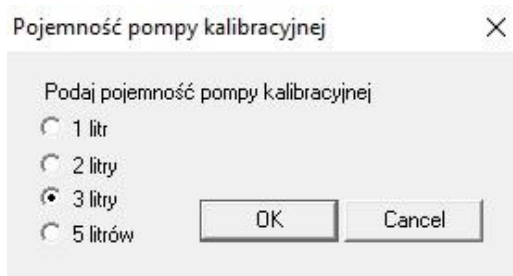 Pojemność pompy kalibracyjnej
Podaj pojemność pompy kalibracyjnej
1 litr
2 litry
3 litry
5 litrów
OK Cancel